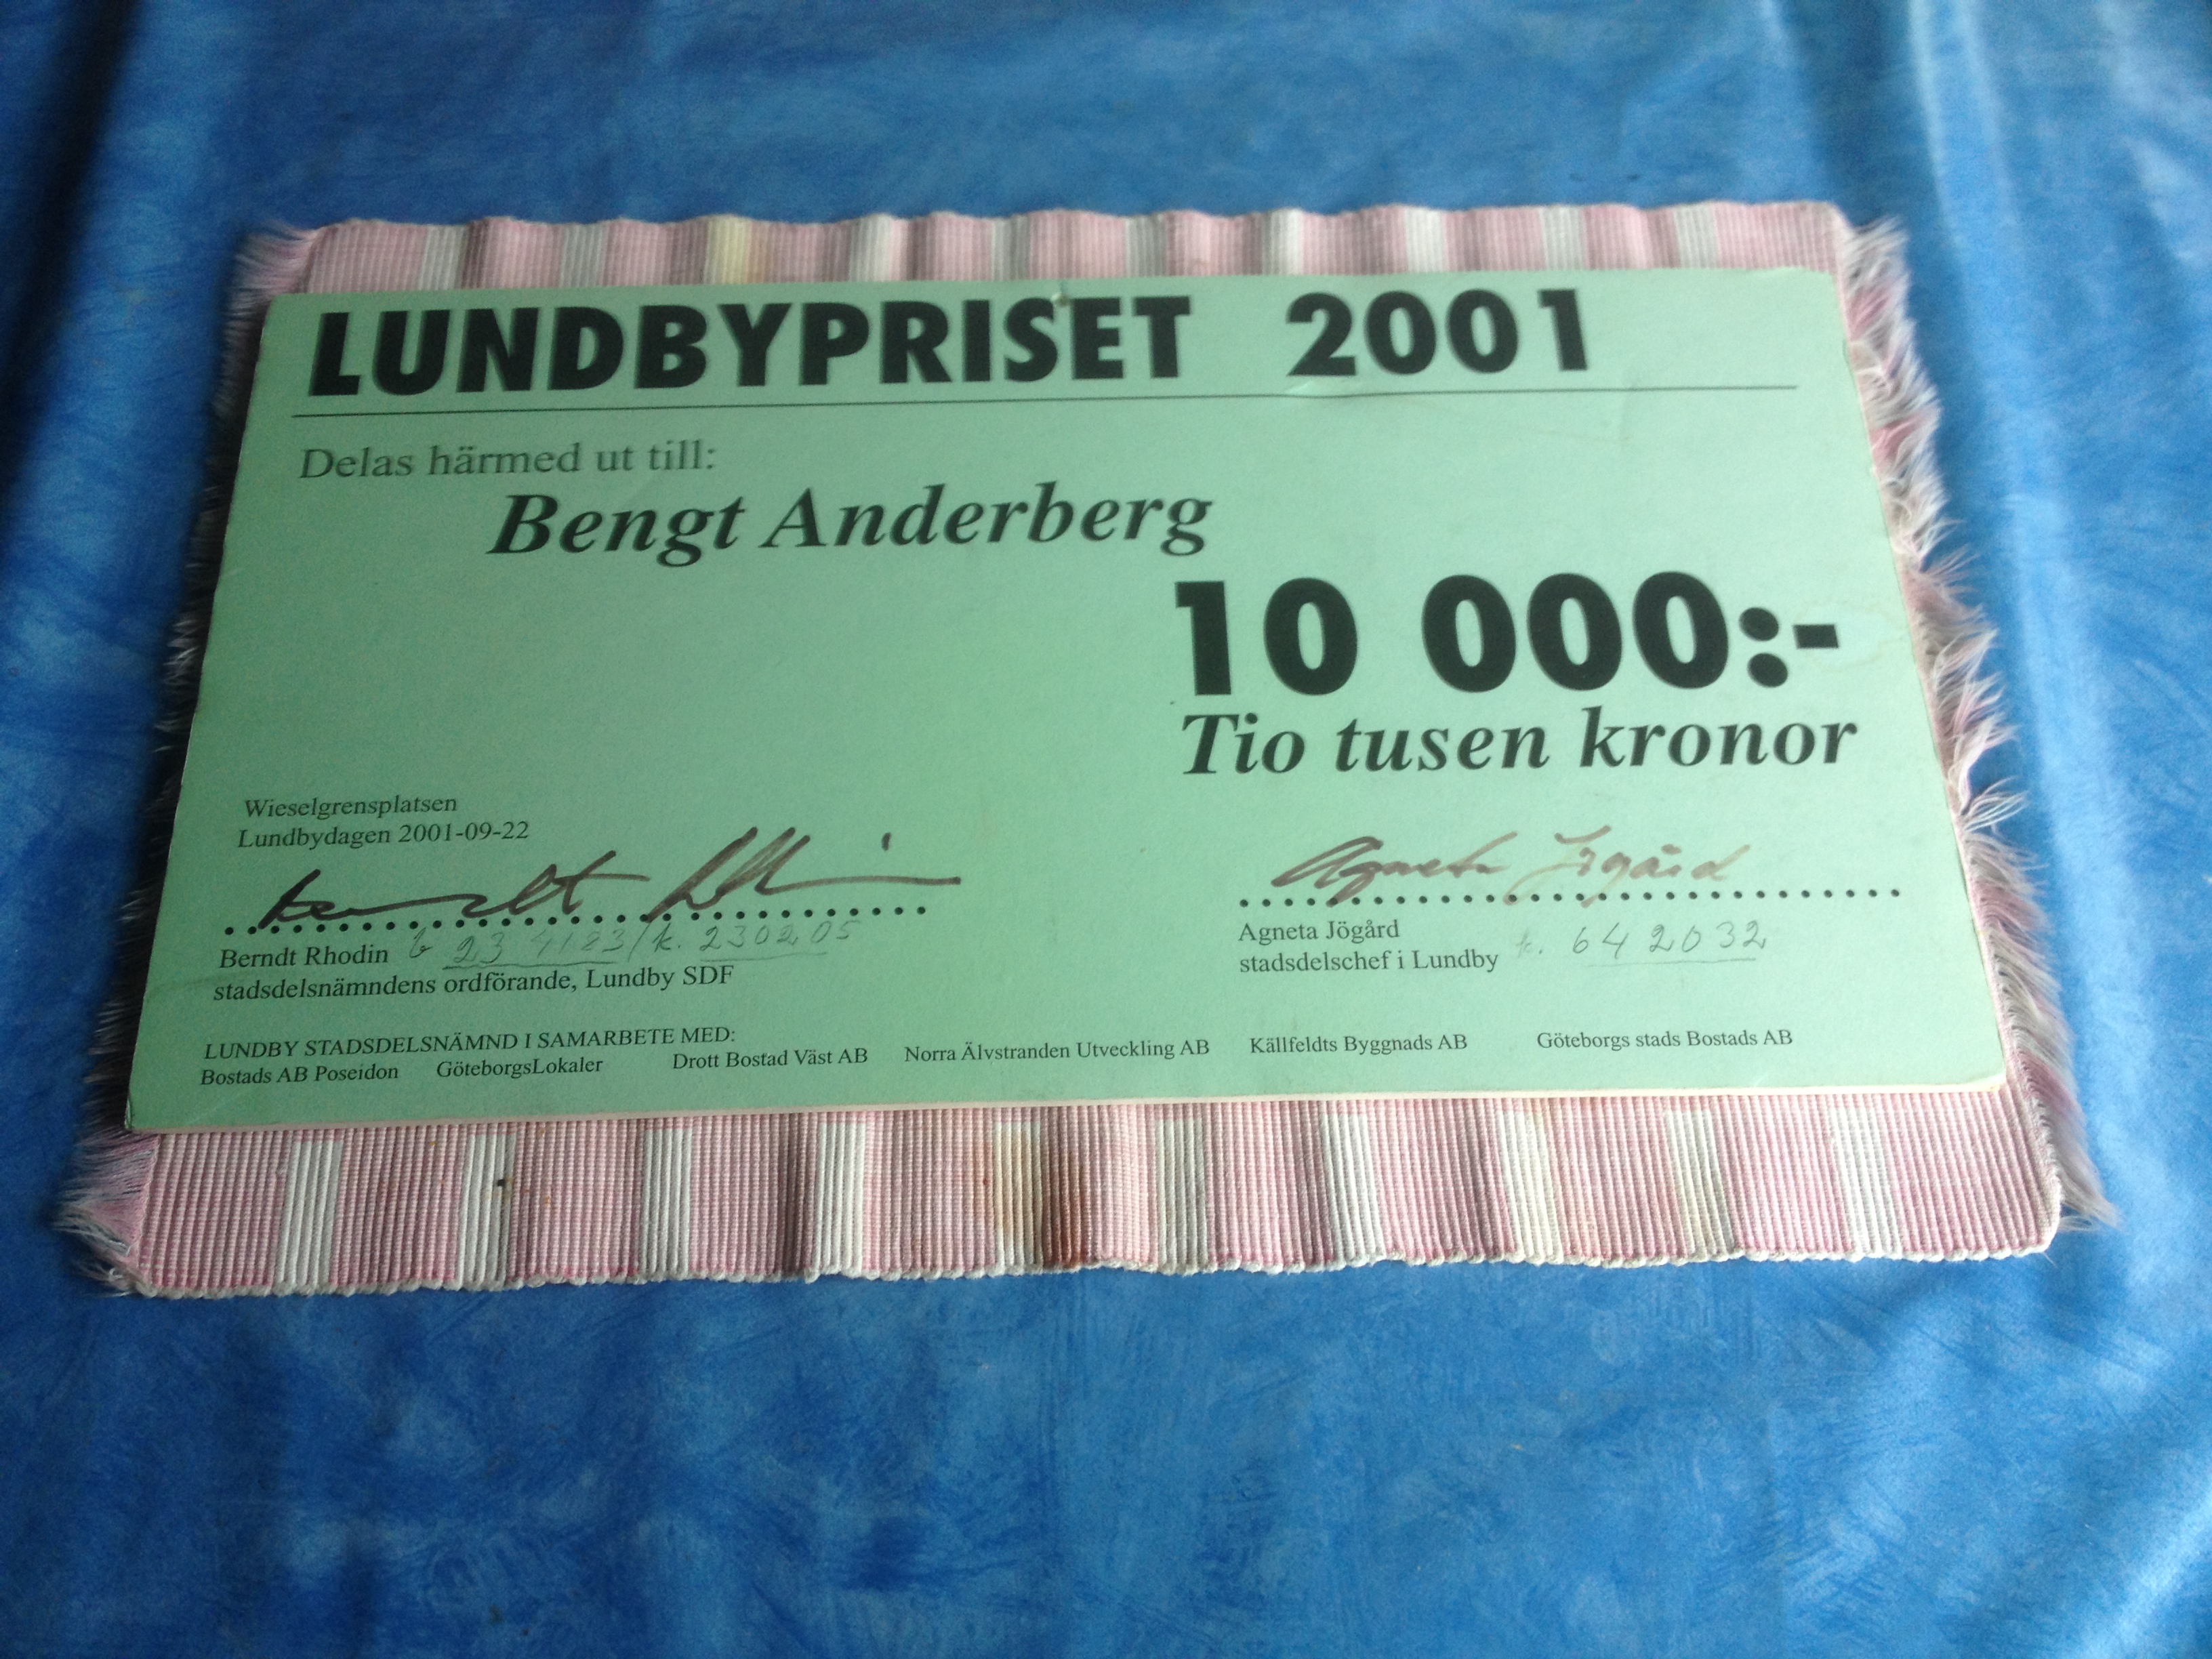 LUNDBYPRISET 2001
Delas härmed ut till:
Bengt Anderberg
10 000:-
Tio tusen kronor
Wieselgrensplatsen
Lundbydagen 2001-09-22
Agneta Jögård
Berndt Rhodin
k. 230205
stadsdelsnämndens ordförande, Lundby SDF
Agneta Jögård
stadsdelschef i Lundby k. 642032
LUNDBY STADSDELSNÄMND I SAMARBETE MED:
Bostads AB Poseidon GöteborgsLokaler Drott Bostad Väst AB Norra Älvstranden Utveckling AB Källfeldts Byggnads AB Göteborgs stads Bostads AB